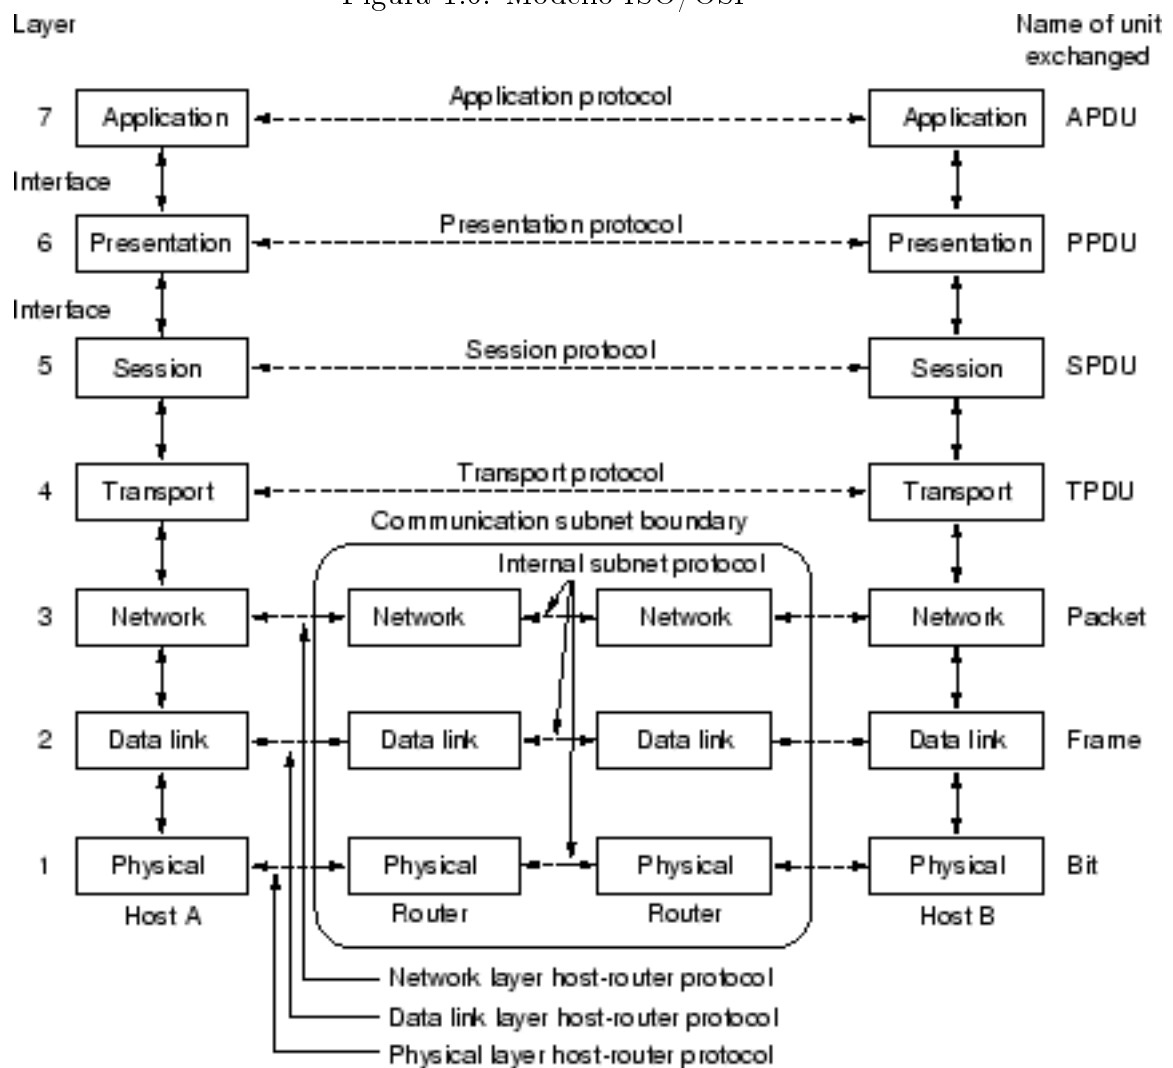 Layer
Name of unit
exchanged
Application protocol
7 Application Application APDU
Interface
Presentation protocol
6 Presentation Presentation PPDU
Interface
Session protocol
5 Session Session SPDU
Transport protocol
4 Transport Transport TPDU
Communication subnet boundary
Internal subnet protocol
3 Network Network Network Network Packet
2 Data link Data link Data link Data link Frame
1 Physical Physical Physical Physical Bit
Host A Router Router Host B
Network layer host-router protocol
Data link layer host-router protocol
Physical layer host-router protocol